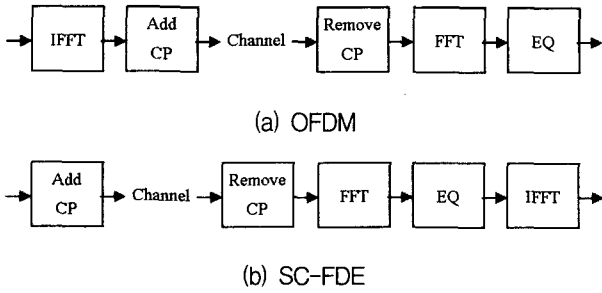 IFFT
Add
CP
Channel
Remove
CP
FFT
EQ
(a) OFDM
Add
CP
Channel
Remove
CP
FFT
EQ
IFFT
(b) SC-FDE